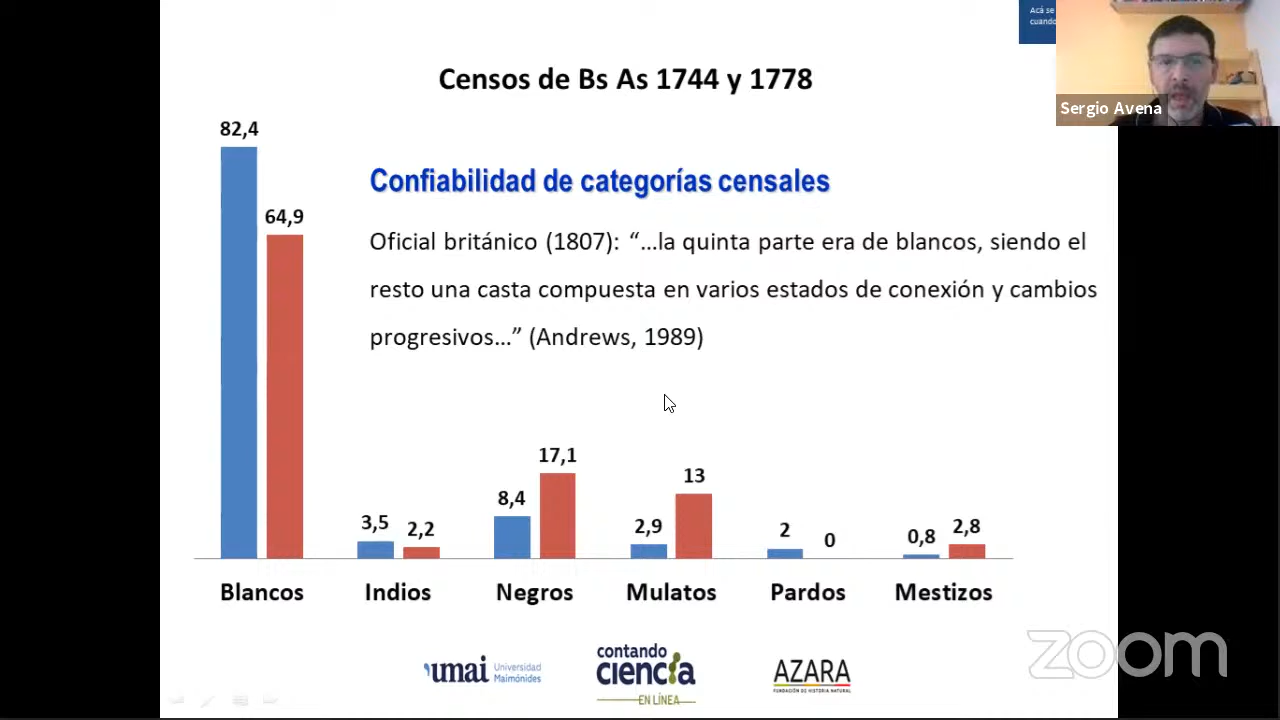 Acá se
cuando
Sergio Avena
Censos de Bs As 1744 y 1778
82,4
64,9
Confiabilidad de categorías censales
Oficial británico (1807): “…la quinta parte era de blancos, siendo el
resto una casta compuesta en varios estados de conexión y cambios
progresivos…” (Andrews, 1989)
3,5
2,2
8,4
17,1
2,9
13
2
0
0,8
2,8
Blancos
Indios
Negros
Mulatos
Pardos
Mestizos
umai Universidad
Maimónides
contando
ciencia
EN LÍNEA
AZARA
FUNDACIÓN DE HISTORIA NATURAL
zoom